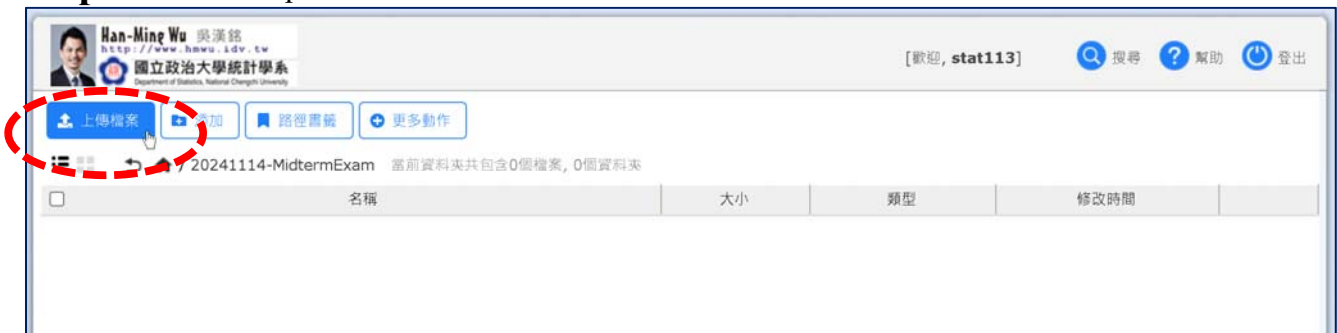 Han-Ming Wu 吳漢銘
http://www.hmwu.idv.tw
國立政治大學統計學系
Department of Statistics, National Chengchi University
[歡迎, stat113]
搜尋
幫助
登出
上傳檔案
添加
路徑書籤
更多動作
/ 20241114-MidtermExam 當前資料夾共包含0個檔案, 0個資料夾
名稱 大小 類型 修改時間